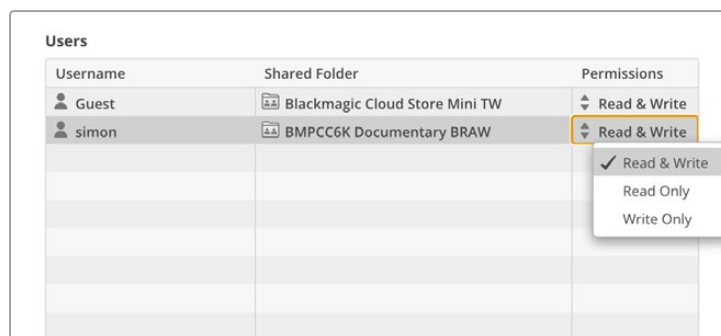 Users
Username Shared Folder Permissions
Guest Blackmagic Cloud Store Mini TW Read & Write
simon BMPCC6K Documentary BRAW Read & Write
Read & Write
Read Only
Write Only